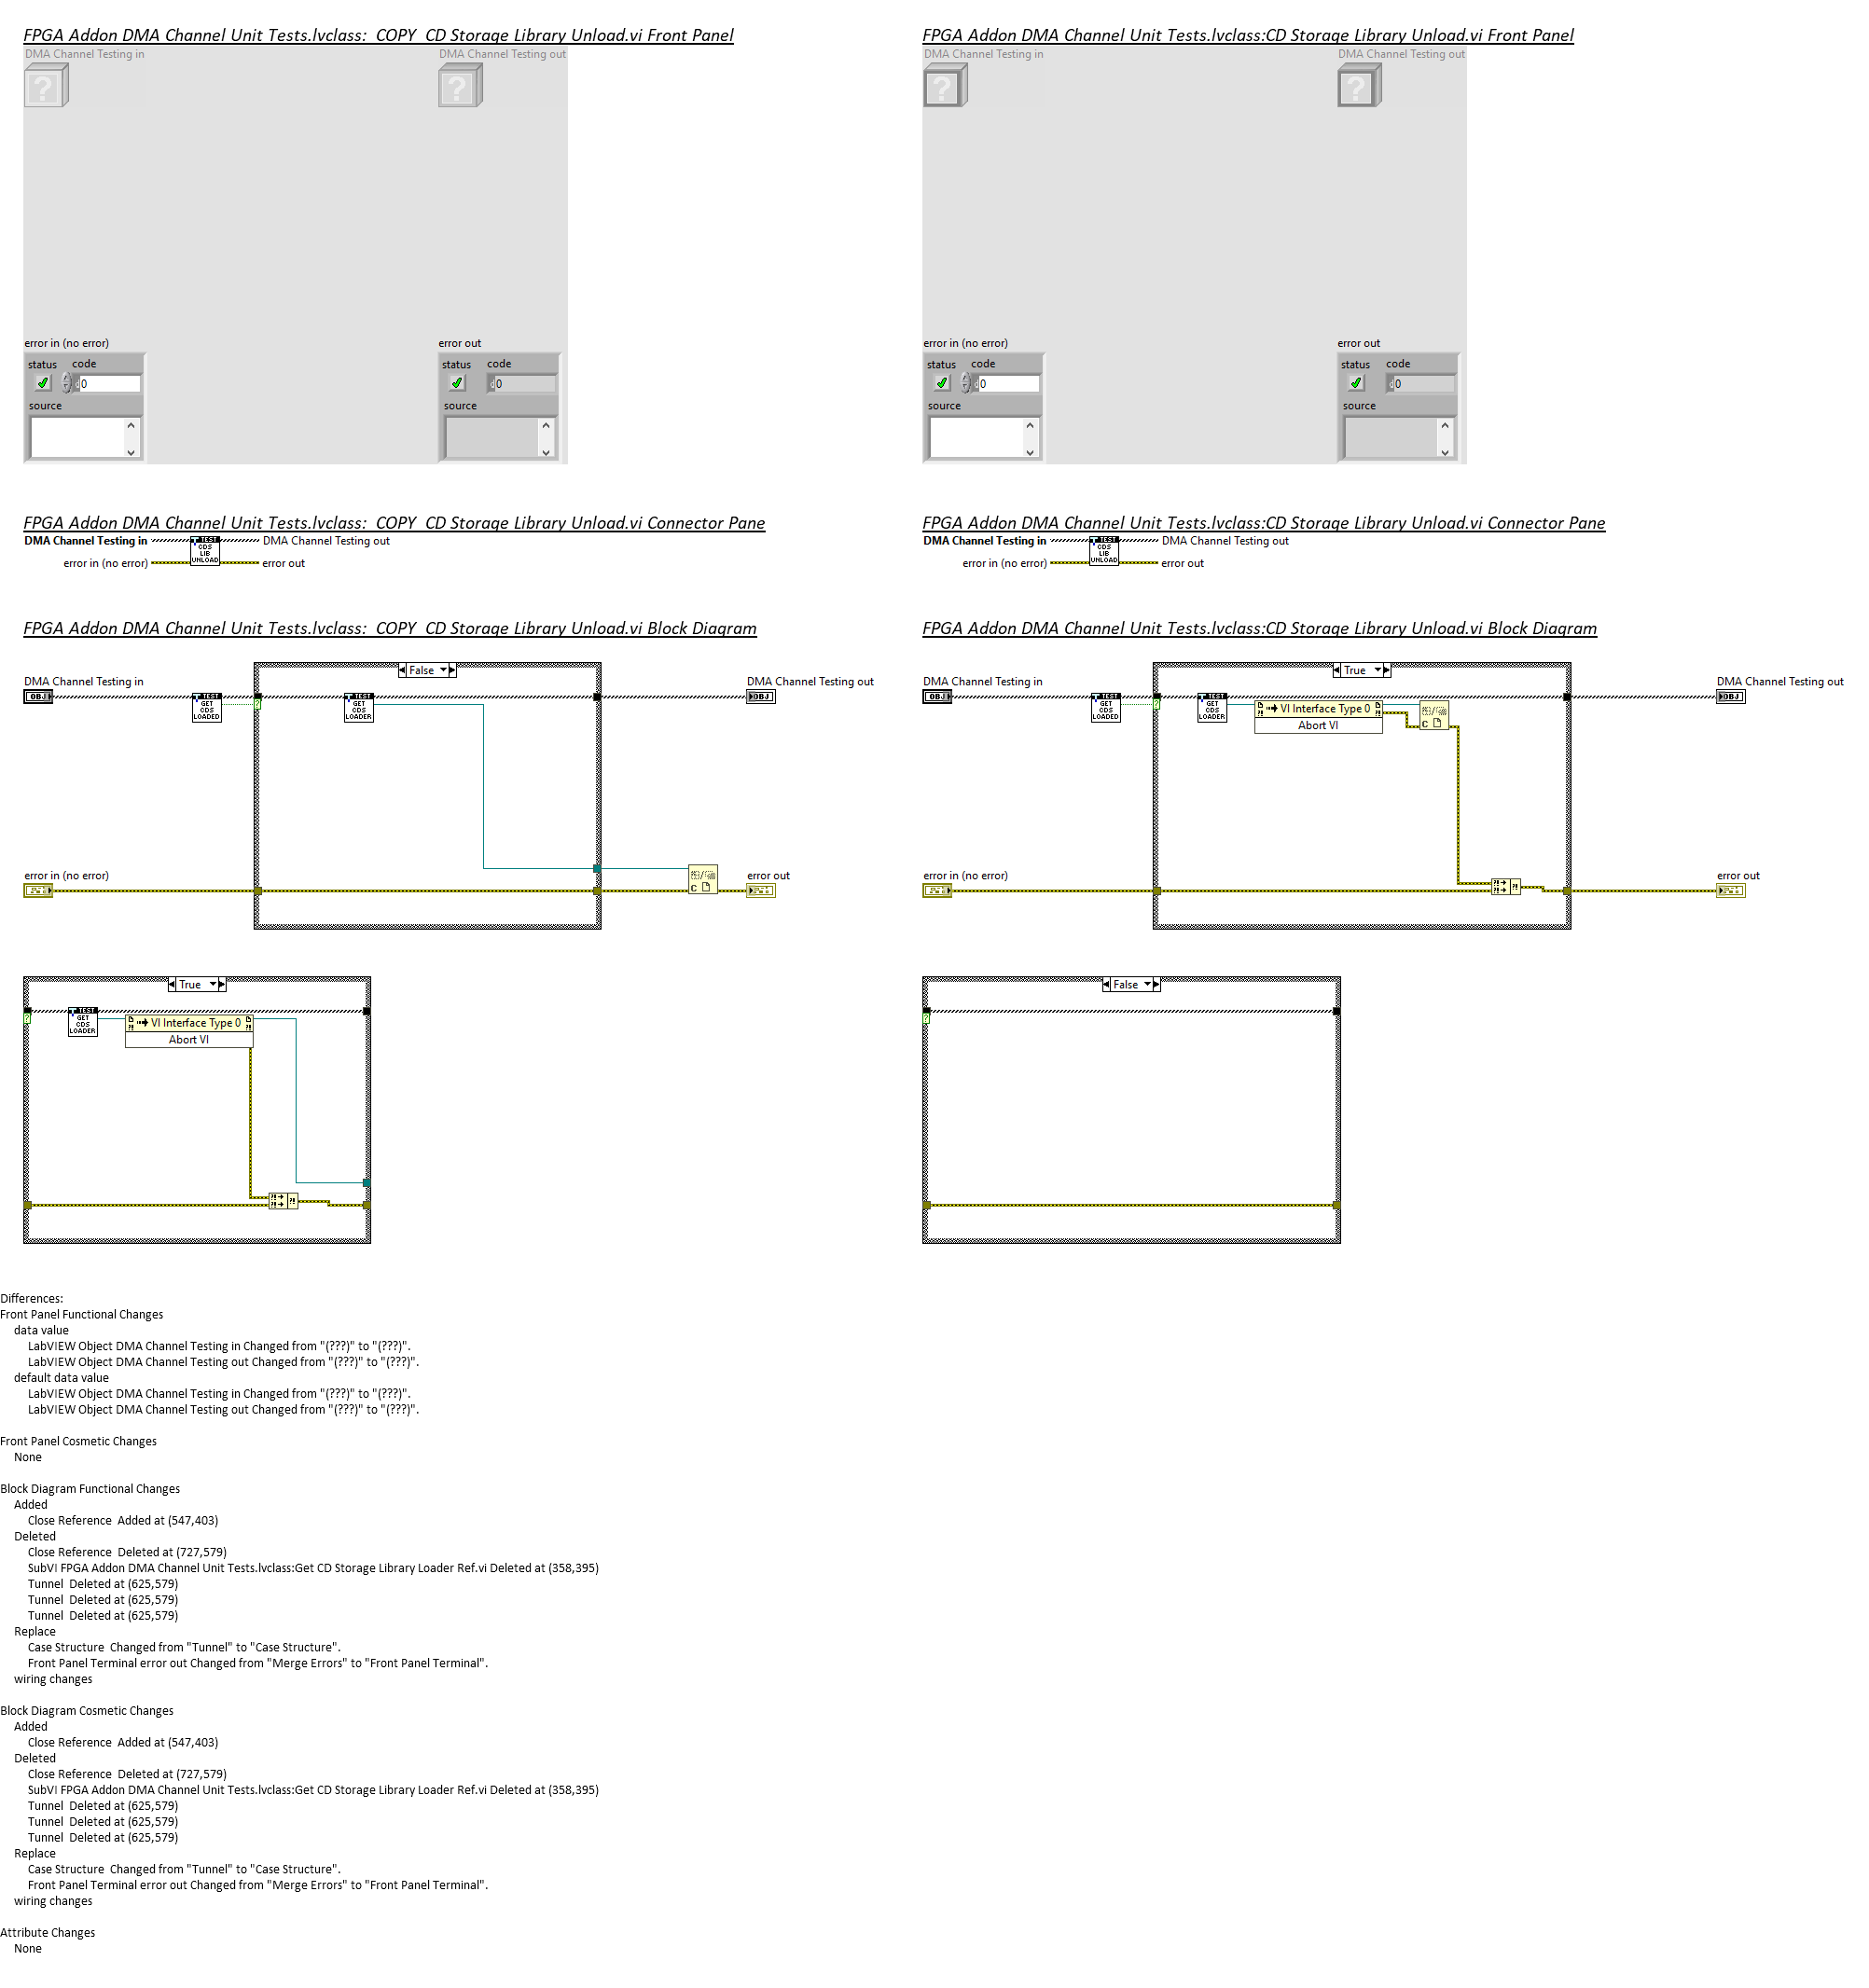 FPGA Addon DMA Channel Unit Tests.lvclass:_COPY_CD Storage Library Unload.vi Front Panel
DMA Channel Testing in
DMA Channel Testing out
error in (no error)
error out
status code
0
source
status code
0
source
FPGA Addon DMA Channel Unit Tests.lvclass:CD Storage Library Unload.vi Front Panel
DMA Channel Testing in
DMA Channel Testing out
error in (no error)
error out
status code
0
source
status code
0
source
FPGA Addon DMA Channel Unit Tests.lvclass:_COPY_CD Storage Library Unload.vi Connector Pane
DMA Channel Testing in
TEST
CDS
LIB
UNLOAD
DMA Channel Testing out
error in (no error)
error out
FPGA Addon DMA Channel Unit Tests.lvclass:CD Storage Library Unload.vi Connector Pane
DMA Channel Testing in
TEST
CDS
LIB
UNLOAD
DMA Channel Testing out
error in (no error)
error out
FPGA Addon DMA Channel Unit Tests.lvclass:_COPY_CD Storage Library Unload.vi Block Diagram
False
DMA Channel Testing in
DMA Channel Testing out
OBJ
TEST
GET
CDS
LOADED
?
TEST
GET
CDS
LOADER
OBJ
error in (no error)
error out
C
True
?
TEST
GET
CDS
LOADER
VI Interface Type 0
Abort VI
FPGA Addon DMA Channel Unit Tests.lvclass:CD Storage Library Unload.vi Block Diagram
True
DMA Channel Testing in
DMA Channel Testing out
OBJ
TEST
GET
CDS
LOADED
?
TEST
GET
CDS
LOADER
VI Interface Type 0
Abort VI
C
OBJ
error in (no error)
error out
False
?
Differences:
Front Panel Functional Changes
data value
LabVIEW Object DMA Channel Testing in Changed from "(???)" to "(???)".
LabVIEW Object DMA Channel Testing out Changed from "(???)" to "(???)".
default data value
LabVIEW Object DMA Channel Testing in Changed from "(???)" to "(???)".
LabVIEW Object DMA Channel Testing out Changed from "(???)" to "(???)".
Front Panel Cosmetic Changes
None
Block Diagram Functional Changes
Added
Close Reference  Added at (547,403)
Deleted
Close Reference  Deleted at (727,579)
SubVI FPGA Addon DMA Channel Unit Tests.lvclass:Get CD Storage Library Loader Ref.vi Deleted at (358,395)
Tunnel  Deleted at (625,579)
Tunnel  Deleted at (625,579)
Tunnel  Deleted at (625,579)
Replace
Case Structure  Changed from "Tunnel" to "Case Structure".
Front Panel Terminal error out Changed from "Merge Errors" to "Front Panel Terminal".
wiring changes
Block Diagram Cosmetic Changes
Added
Close Reference  Added at (547,403)
Deleted
Close Reference  Deleted at (727,579)
SubVI FPGA Addon DMA Channel Unit Tests.lvclass:Get CD Storage Library Loader Ref.vi Deleted at (358,395)
Tunnel  Deleted at (625,579)
Tunnel  Deleted at (625,579)
Tunnel  Deleted at (625,579)
Replace
Case Structure  Changed from "Tunnel" to "Case Structure".
Front Panel Terminal error out Changed from "Merge Errors" to "Front Panel Terminal".
wiring changes
Attribute Changes
None